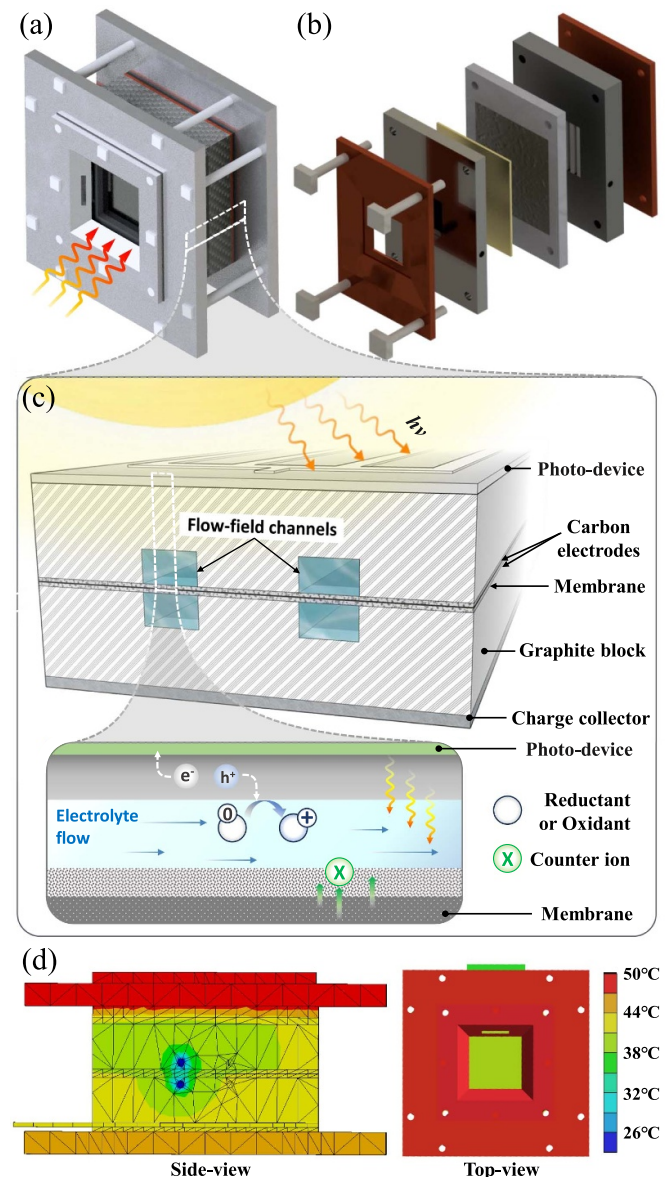 (a)
(b)
(c)
hν
Photo-device
Flow-field channels
Carbon
electrodes
Membrane
Graphite block
Charge collector
Photo-device
e⁻
h⁺
Electrolyte
flow
0
+
Reductant
or Oxidant
X
X
Counter ion
Membrane
(d)
50℃
44℃
38℃
32℃
26℃
Side-view
Top-view